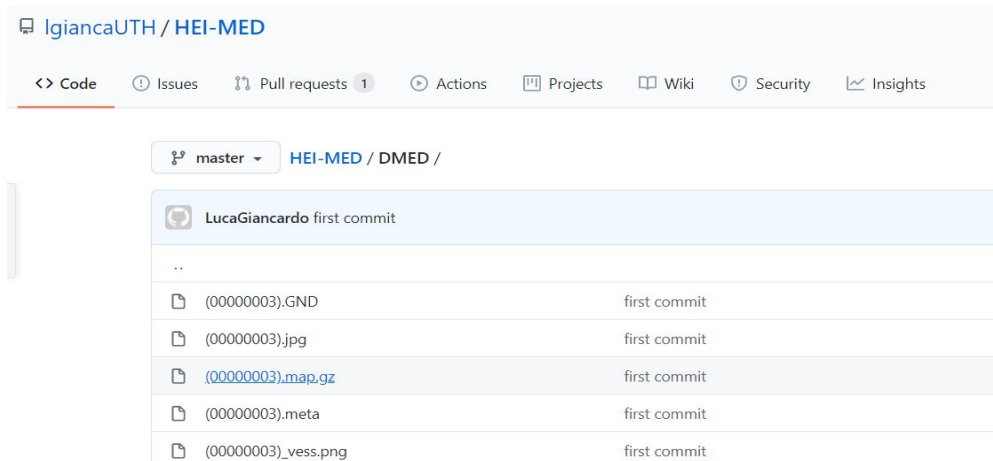 lgiancaUTH / HEI-MED
<> Code Issues Pull requests 1 Actions Projects Wiki Security Insights
master HEI-MED / DMED /
LucaGiancardo first commit
..
(00000003).GND first commit
(00000003).jpg first commit
(00000003).map.gz first commit
(00000003).meta first commit
(00000003)_vess.png first commit